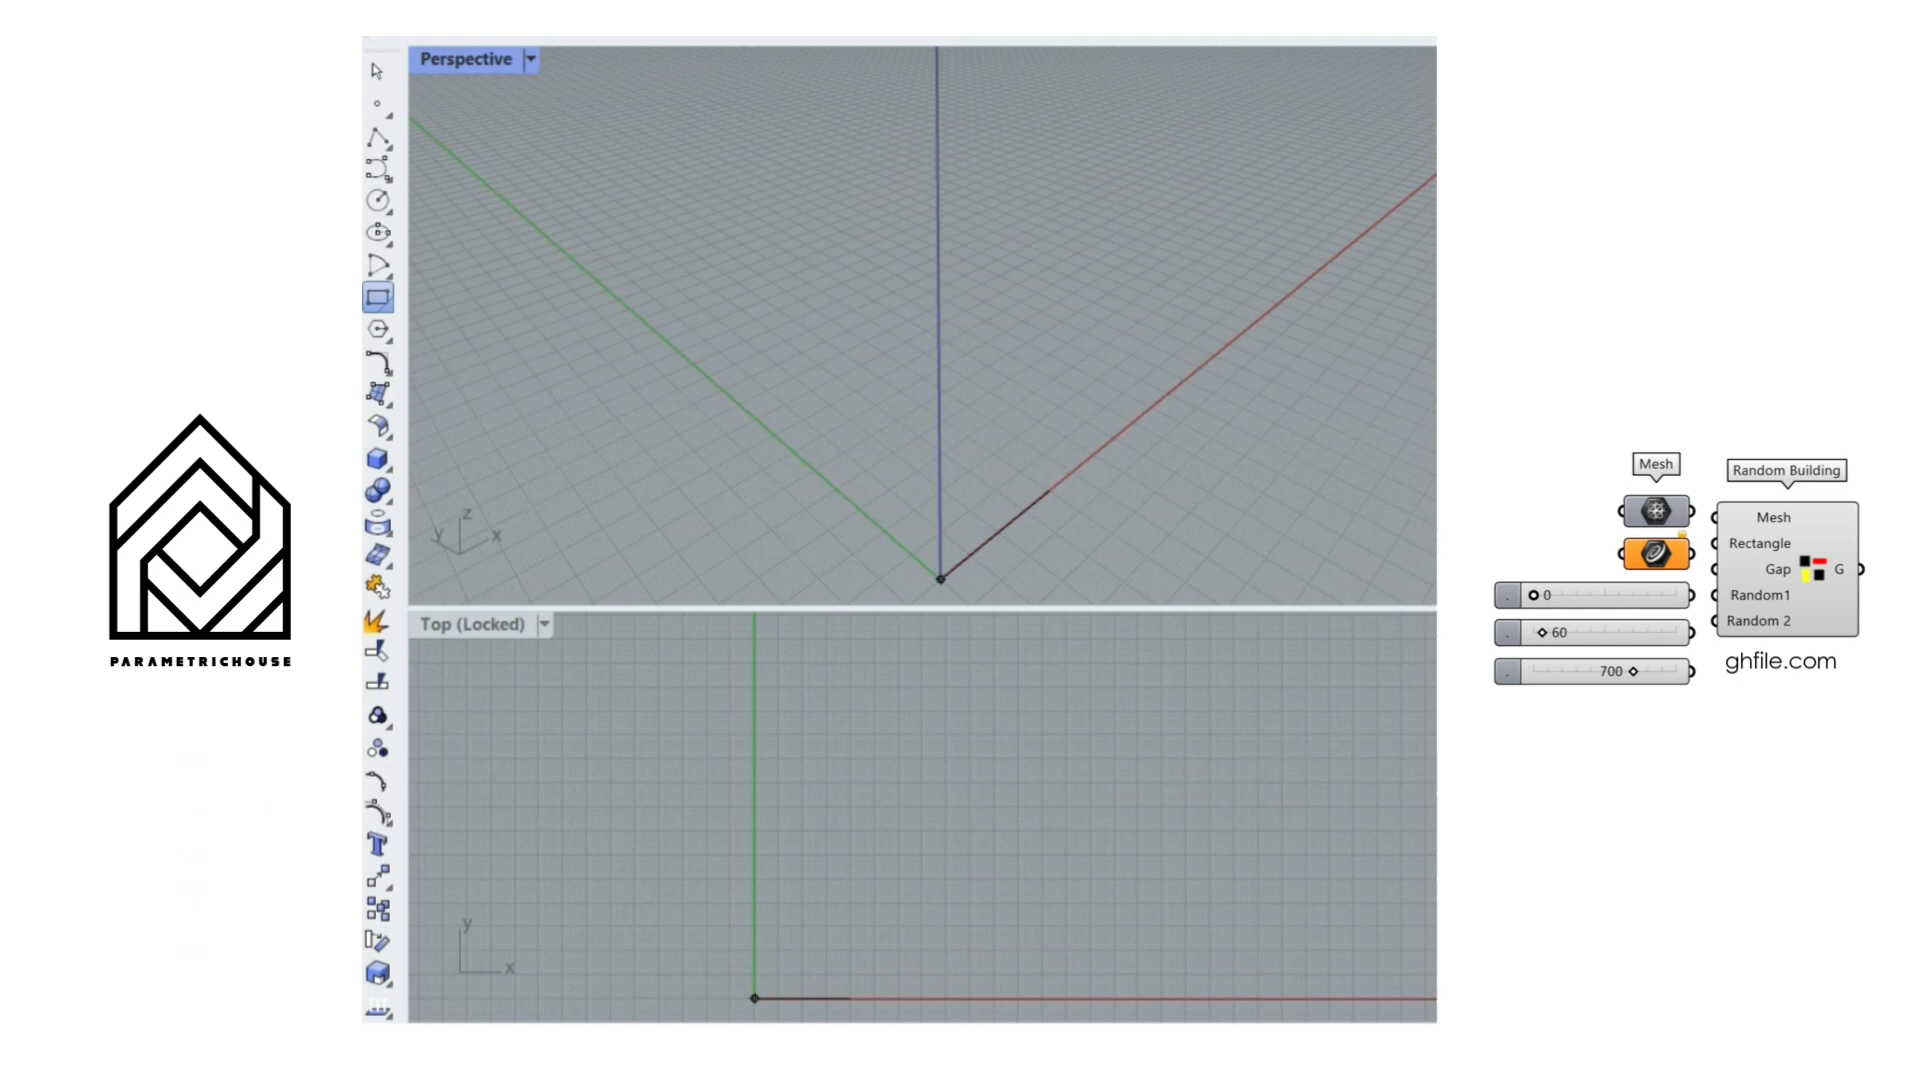 Perspective
z
y
x
Top (Locked)
y
x
PARAMETRICHOUSE
Mesh
Random Building
Mesh
Rectangle
Gap
G
Random1
Random 2
0
60
700
ghfile.com